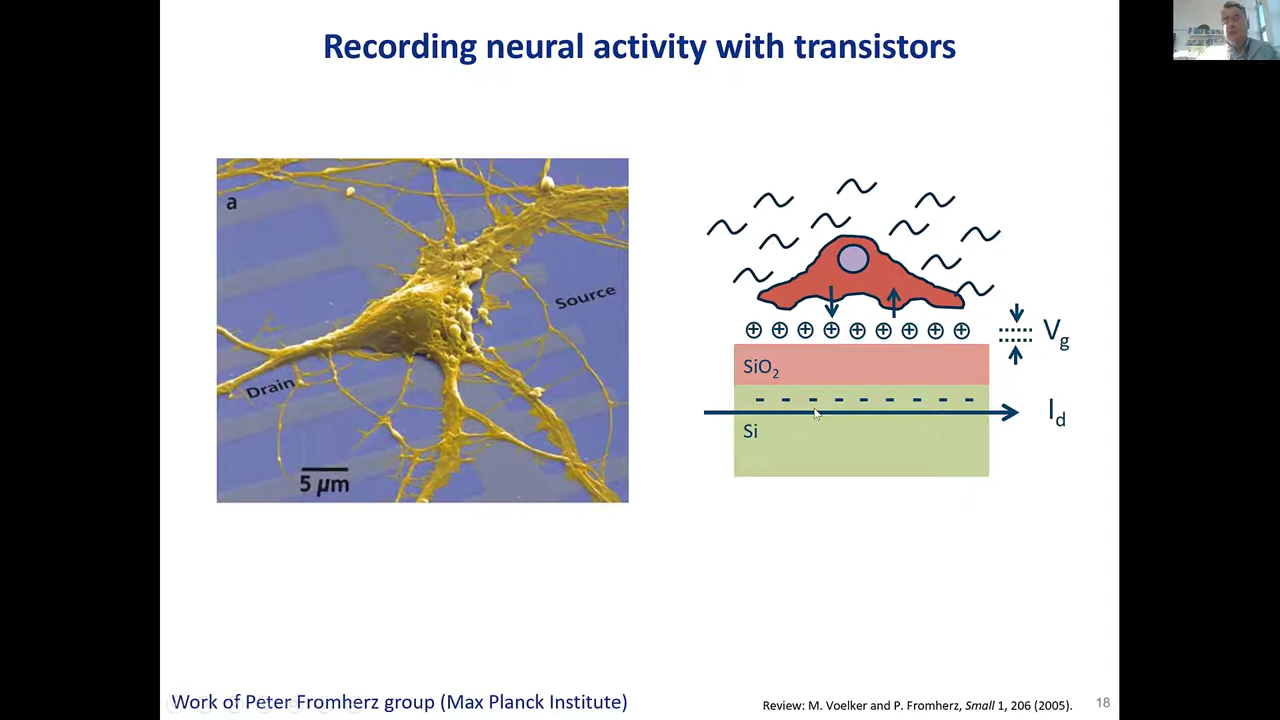 Recording neural activity with transistors
a
Source
Drain
5 µm
SiO2
Si
Vg
Id
Work of Peter Fromherz group (Max Planck Institute)
Review: M. Voelker and P. Fromherz, Small 1, 206 (2005).
18